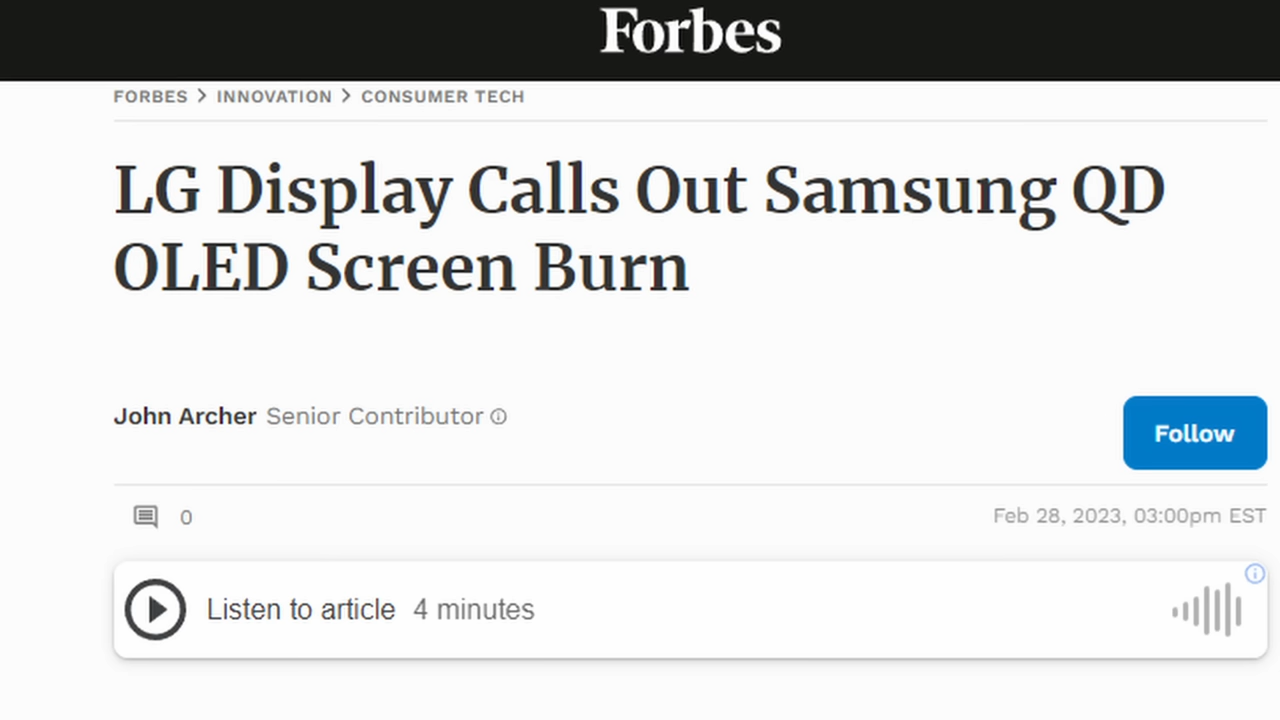 Forbes
FORBES > INNOVATION > CONSUMER TECH
LG Display Calls Out Samsung QD
OLED Screen Burn
John Archer Senior Contributor
Follow
0
Feb 28, 2023, 03:00pm EST
Listen to article 4 minutes